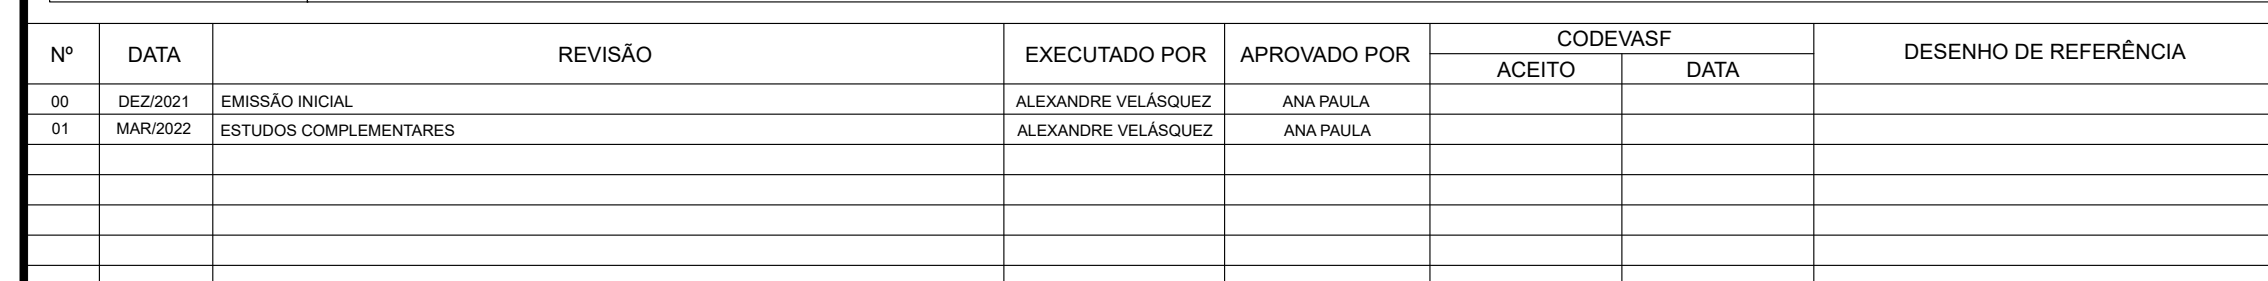 Nº DATA REVISÃO EXECUTADO POR APROVADO POR CODEVASF DESENHO DE REFERÊNCIA
ACEITO DATA
00 DEZ/2021 EMISSÃO INICIAL ALEXANDRE VELÁSQUEZ ANA PAULA
01 MAR/2022 ESTUDOS COMPLEMENTARES ALEXANDRE VELÁSQUEZ ANA PAULA